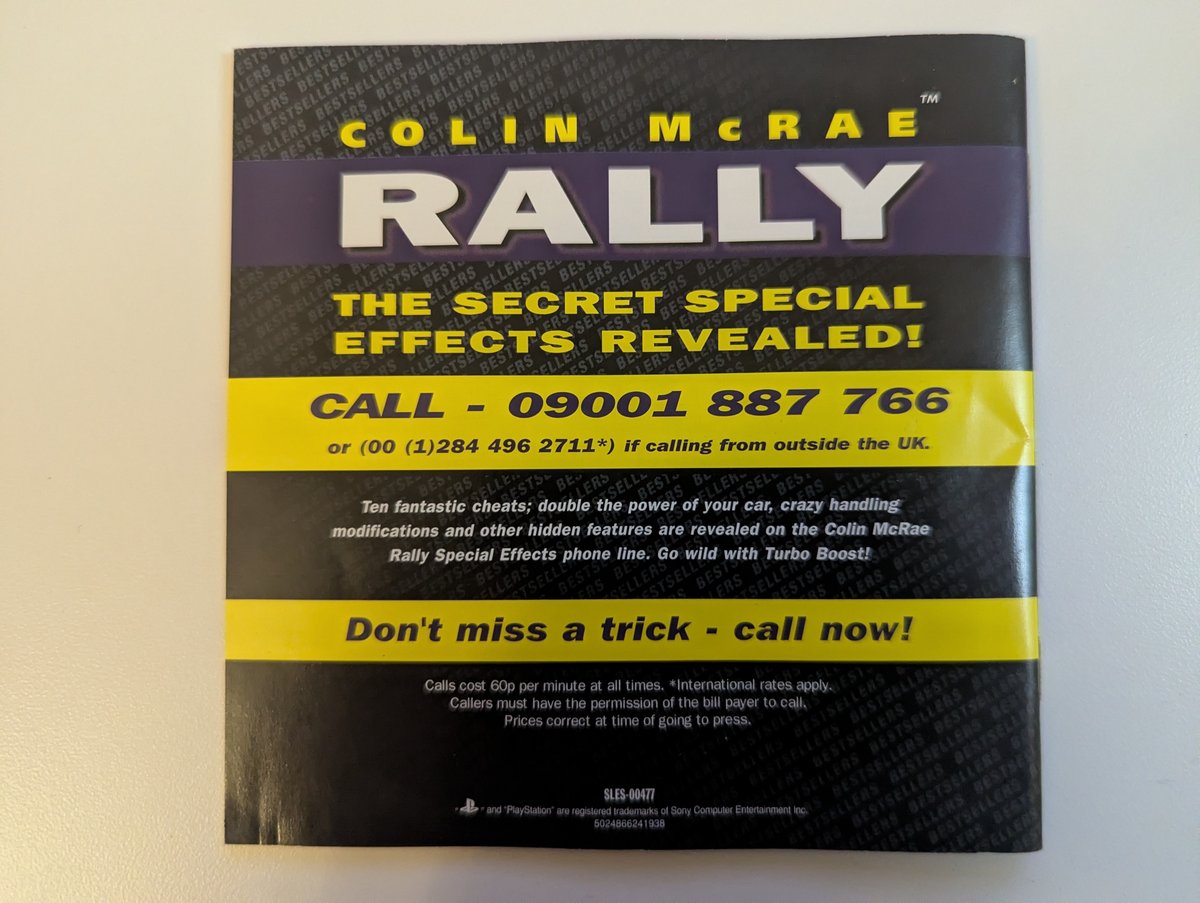 COLIN McRAE™
RALLY
THE SECRET SPECIAL
EFFECTS REVEALED!
CALL - 09001 887 766
or (00 (1)284 496 2711*) if calling from outside the UK.
Ten fantastic cheats; double the power of your car, crazy handling
modifications and other hidden features are revealed on the Colin McRae
Rally Special Effects phone line. Go wild with Turbo Boost!
Don't miss a trick - call now!
Calls cost 60p per minute at all times. *International rates apply.
Callers must have the permission of the bill payer to call.
Prices correct at time of going to press.
SLES-00477
" " and "PlayStation" are registered trademarks of Sony Computer Entertainment Inc.
5024866241938